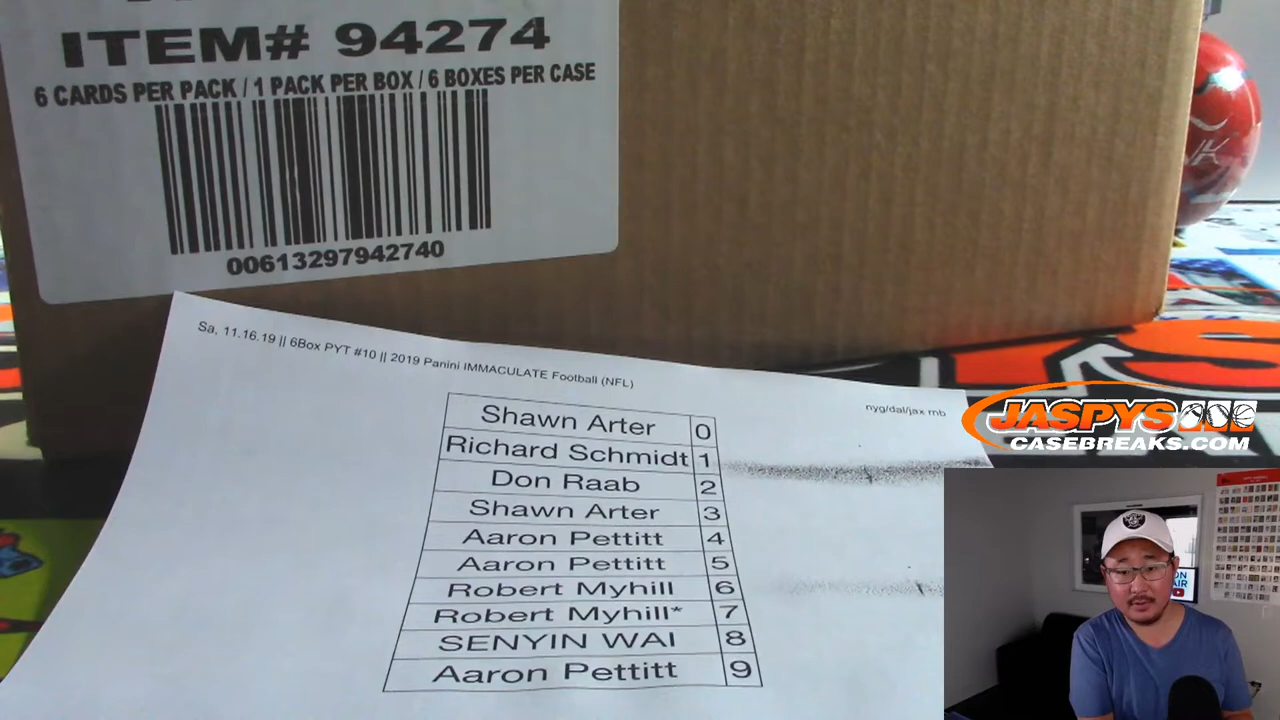 ITEM# 94274
6 CARDS PER PACK / 1 PACK PER BOX / 6 BOXES PER CASE
00613297942740
Sa, 11.16.19 || 6Box PYT #10 || 2019 Panini IMMACULATE Football (NFL)
nyg/dal/jax rnb
Shawn Arter 0
Richard Schmidt 1
Don Raab 2
Shawn Arter 3
Aaron Pettitt 4
Aaron Pettitt 5
Robert Myhill 6
Robert Myhill* 7
SENYIN WAI 8
Aaron Pettitt 9
JASPYS
CASEBREAKS.COM
ON
AIR